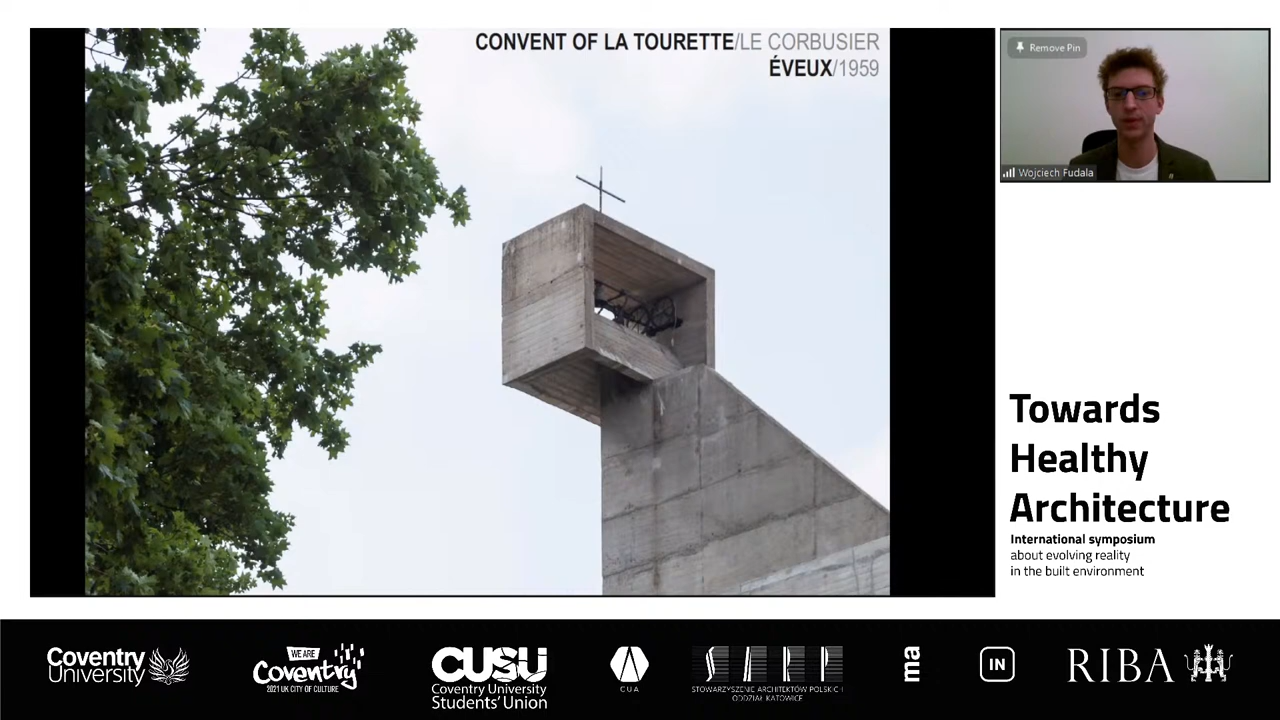 CONVENT OF LA TOURETTE/LE CORBUSIER
ÉVEUX/1959
Remove Pin
Wojciech Fudala
Towards
Healthy
Architecture
International symposium
about evolving reality
in the built environment
Coventry
University
WE ARE
Coventry
2021 UK CITY OF CULTURE
CUSU
Coventry University
Students' Union
CUA
SARP
STOWARZYSZENIE ARCHITEKTÓW POLSKICH
ODDZIAŁ KATOWICE
ma
IN
RIBA